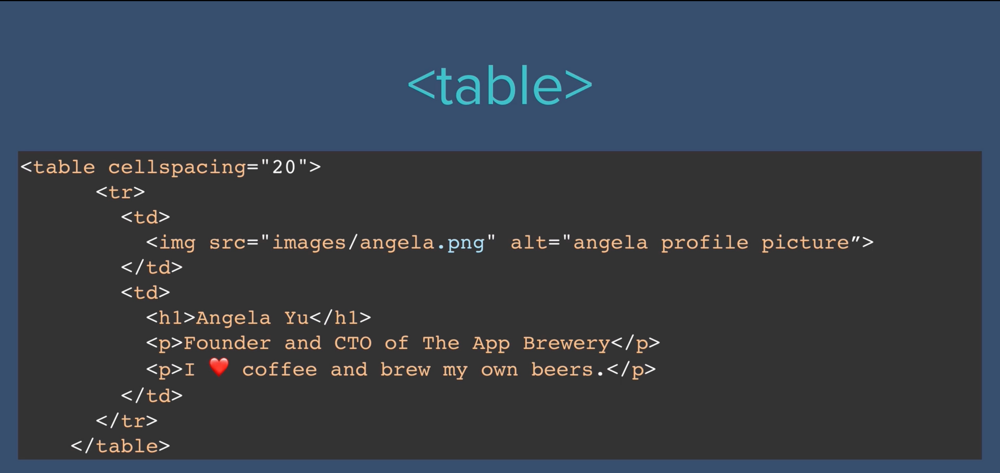 <table>
<table cellspacing="20">
<tr>
<td>
<img src="images/angela.png" alt="angela profile picture”>
</td>
<td>
<h1>Angela Yu</h1>
<p>Founder and CTO of The App Brewery</p>
<p>I ❤️ coffee and brew my own beers.</p>
</td>
</tr>
</table>